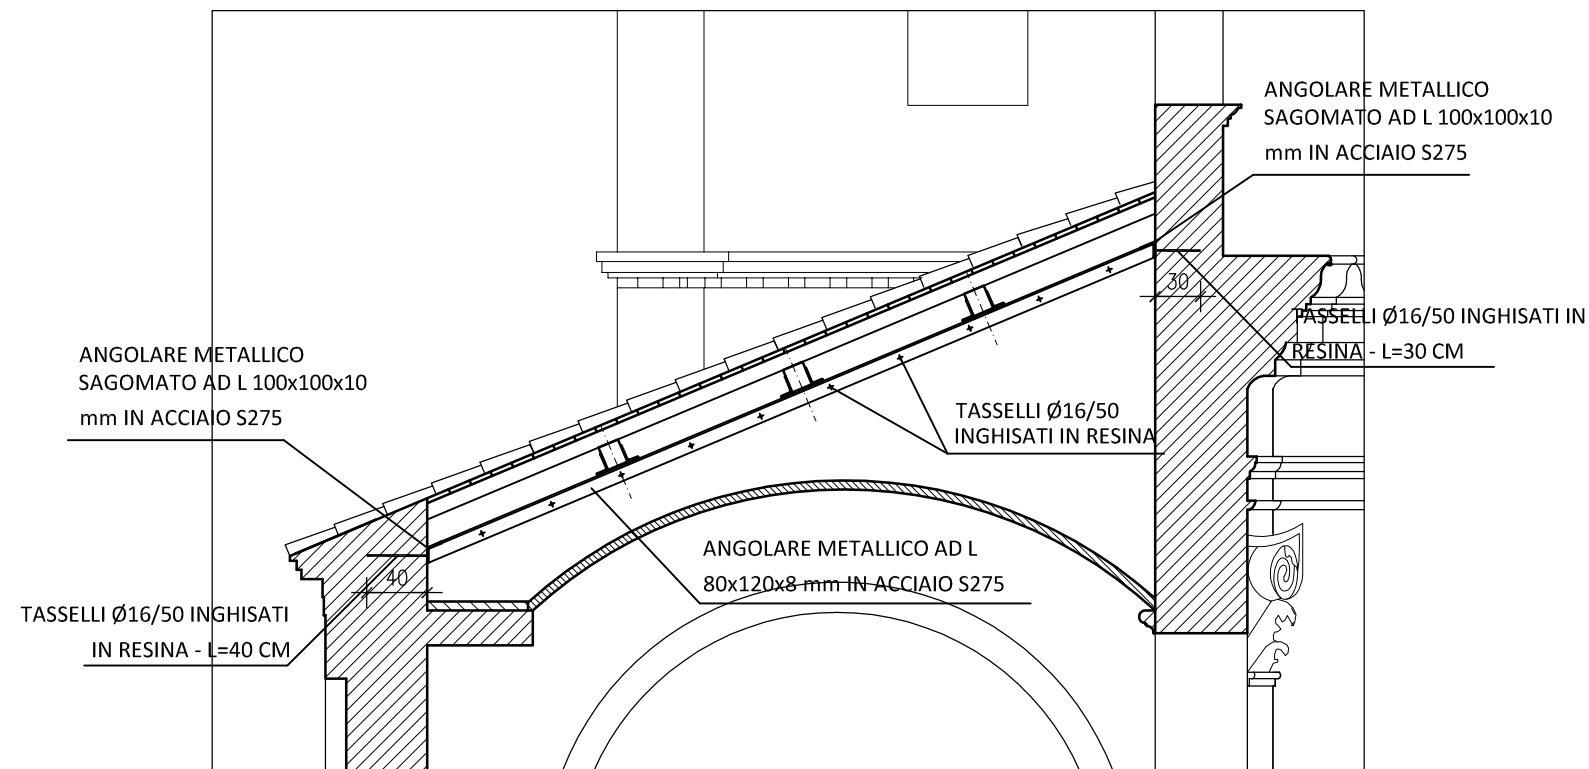 ANGOLARE METALLICO
SAGOMATO AD L 100x100x10
mm IN ACCIAIO S275
30
TASSELLI Ø16/50 INGHISATI IN
RESINA - L=30 CM
ANGOLARE METALLICO
SAGOMATO AD L 100x100x10
mm IN ACCIAIO S275
TASSELLI Ø16/50
INGHISATI IN RESINA
ANGOLARE METALLICO AD L
80x120x8 mm IN ACCIAIO S275
40
TASSELLI Ø16/50 INGHISATI
IN RESINA - L=40 CM